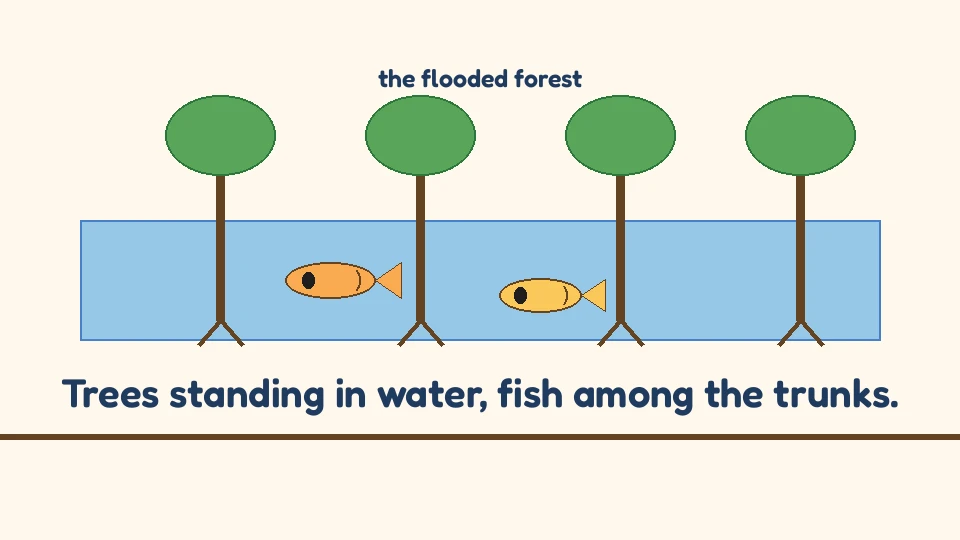 the flooded forest
Trees standing in water, fish among the trunks.